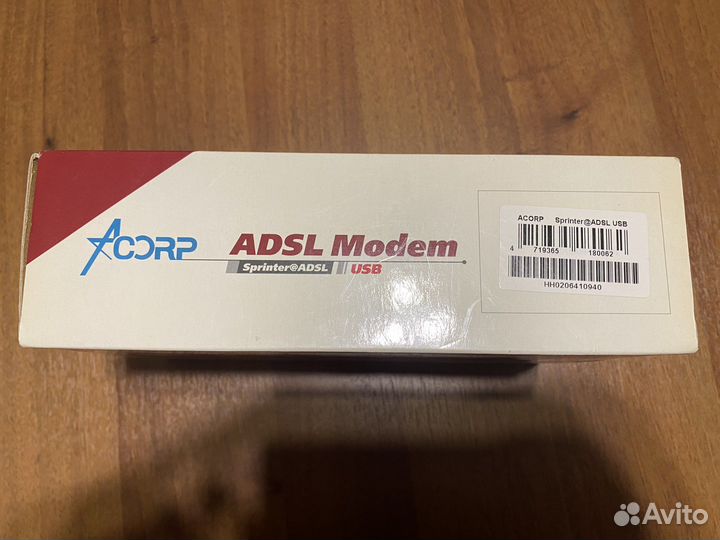 ACORP
ADSL Modem
Sprinter@ADSL USB
ACORP Sprinter@ADSL USB
4 719365 180062
HH0206410940
Avito